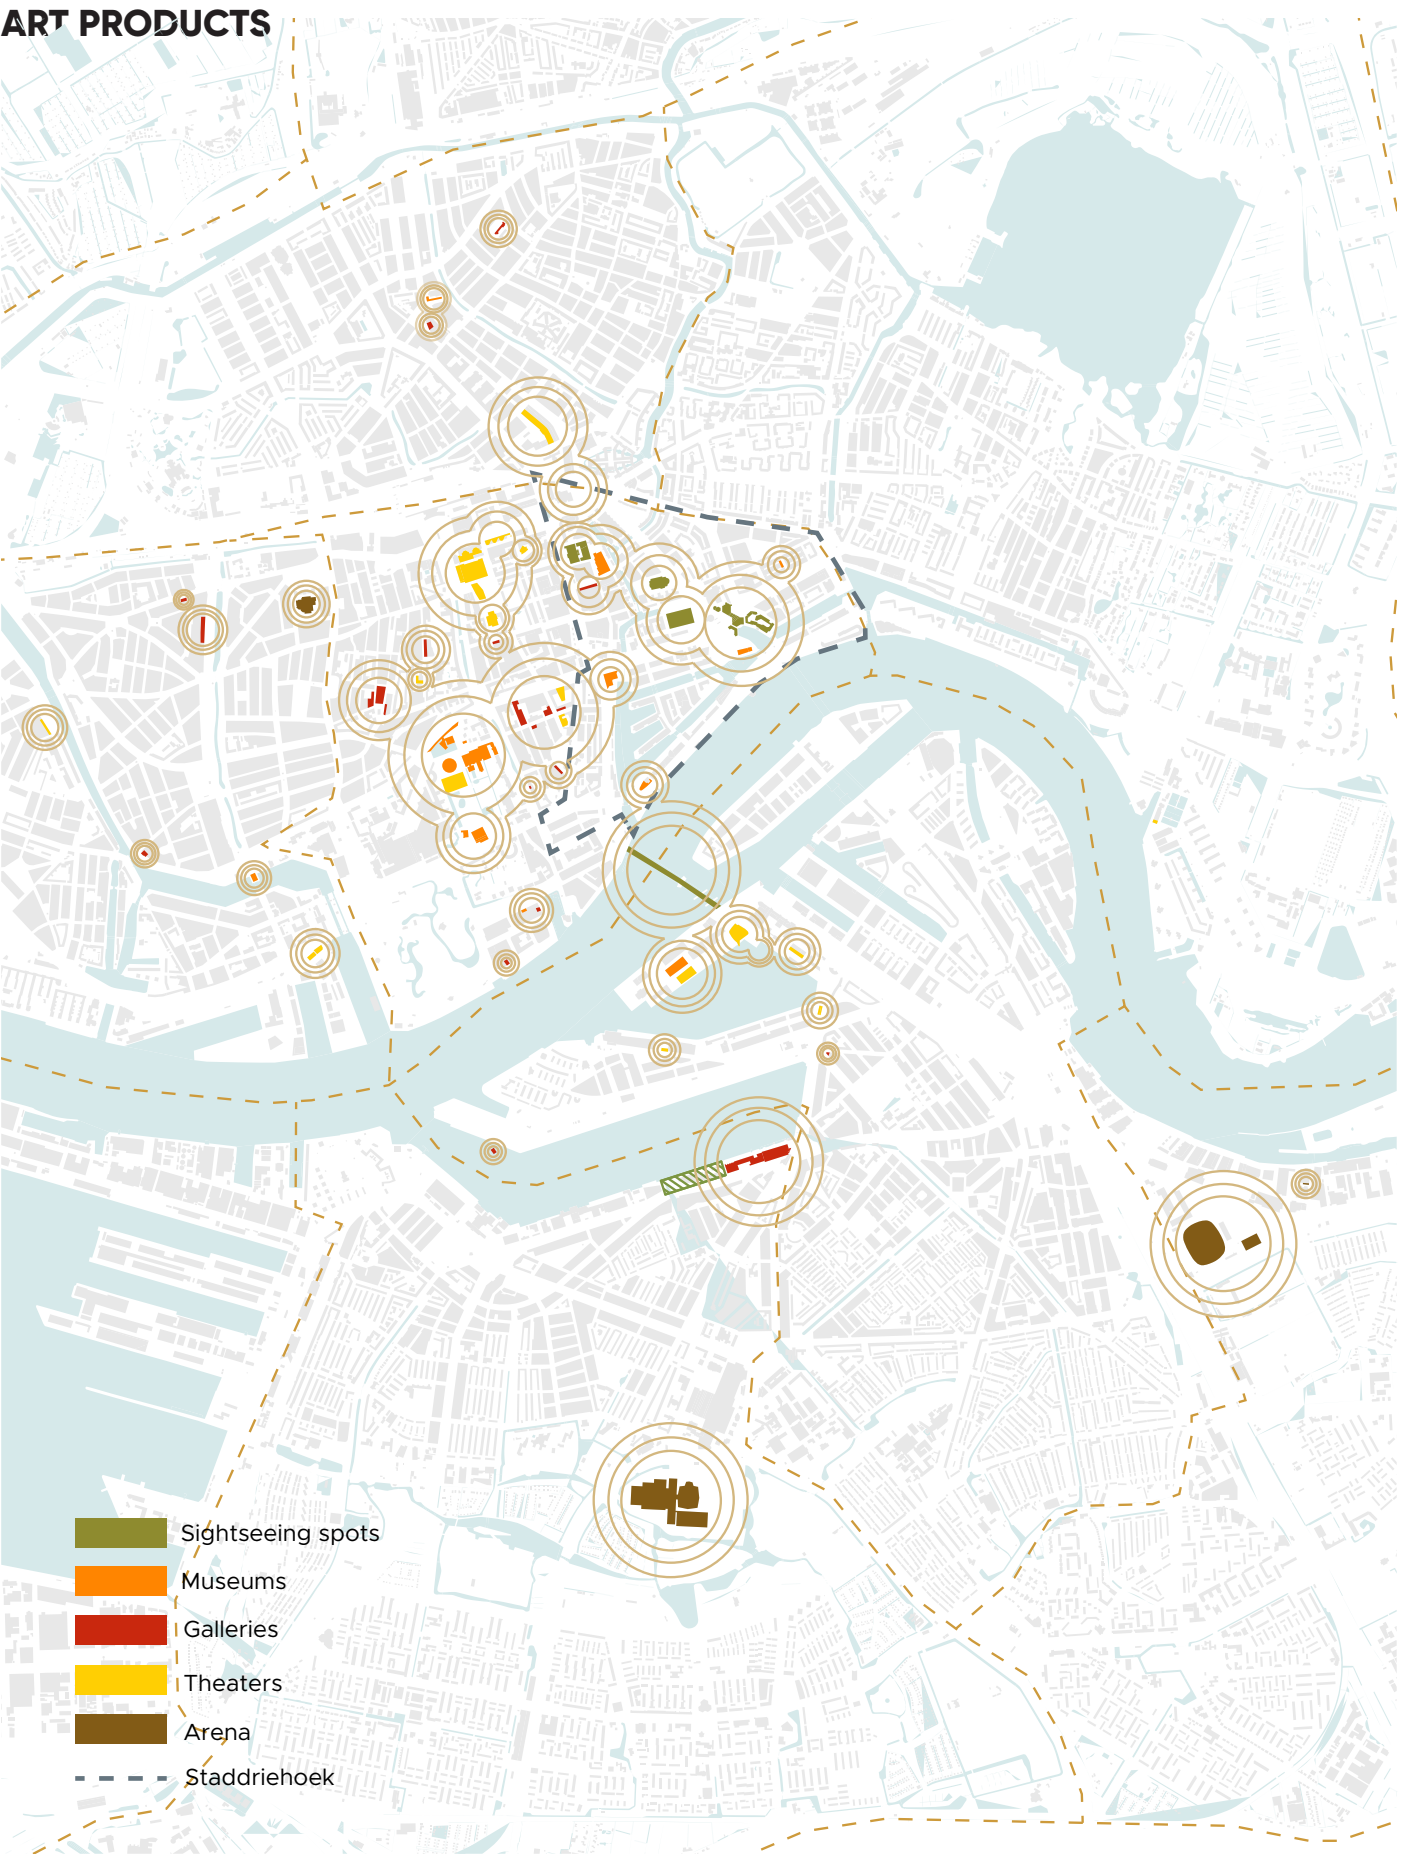 ART PRODUCTS
Sightseeing spots
Museums
Galleries
Theaters
Arena
Staddriehoek